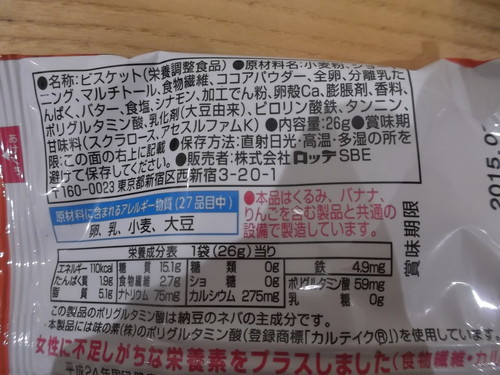 ●名称:ビスケット(栄養調整食品)●原材料名:小麦粉、ショー
ニング、マルチトール、食物繊維、ココアパウダー、全卵、分離乳たん
ぱく、バター、食塩、シナモン、加工でん粉、卵殻Ca、膨脹剤、香料、
ポリグルタミン酸、乳化剤(大豆由来)、ピロリン酸鉄、タンニン、
甘味料(スクラロース、アセスルファムK)●内容量:26g●賞味期
限:この面の右上に記載●保存方法:直射日光・高温・多湿の所を
避けて保存してください。●販売者:株式会社 ロッテ SBE
〒160-0023 東京都新宿区西新宿3-20-1
原材料に含まれるアレルギー物質(27品目中)
卵、乳、小麦、大豆
●本品はくるみ、バナナ、
りんごを含む製品と共通の
設備で製造しています。
賞味期限
2015.0
栄養成分表 1袋(26g)当り
エネルギー 110kcal 糖質 15.1g 糖類 0g 鉄 4.9mg
たんぱく質 1.9g 食物繊維 2.7g ショ糖 0g ポリグルタミン酸 59mg
脂質 5.1g ナトリウム 75mg カルシウム 275mg 乳糖 0g
この製品のポリグルタミン酸は納豆のネバの主成分です。
本製品には味の素(株)のポリグルタミン酸(登録商標「カルテイク®」)を使用しています。
女性に不足しがちな栄養素をプラスしました(食物繊維・カル